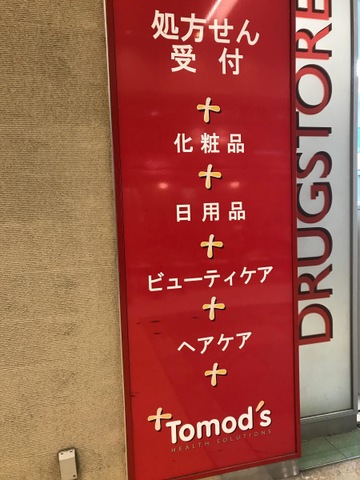 処方せん
受付
化粧品
日用品
ビューティケア
ヘアケア
Tomod's
HEALTH SOLUTIONS
DRUGSTORE